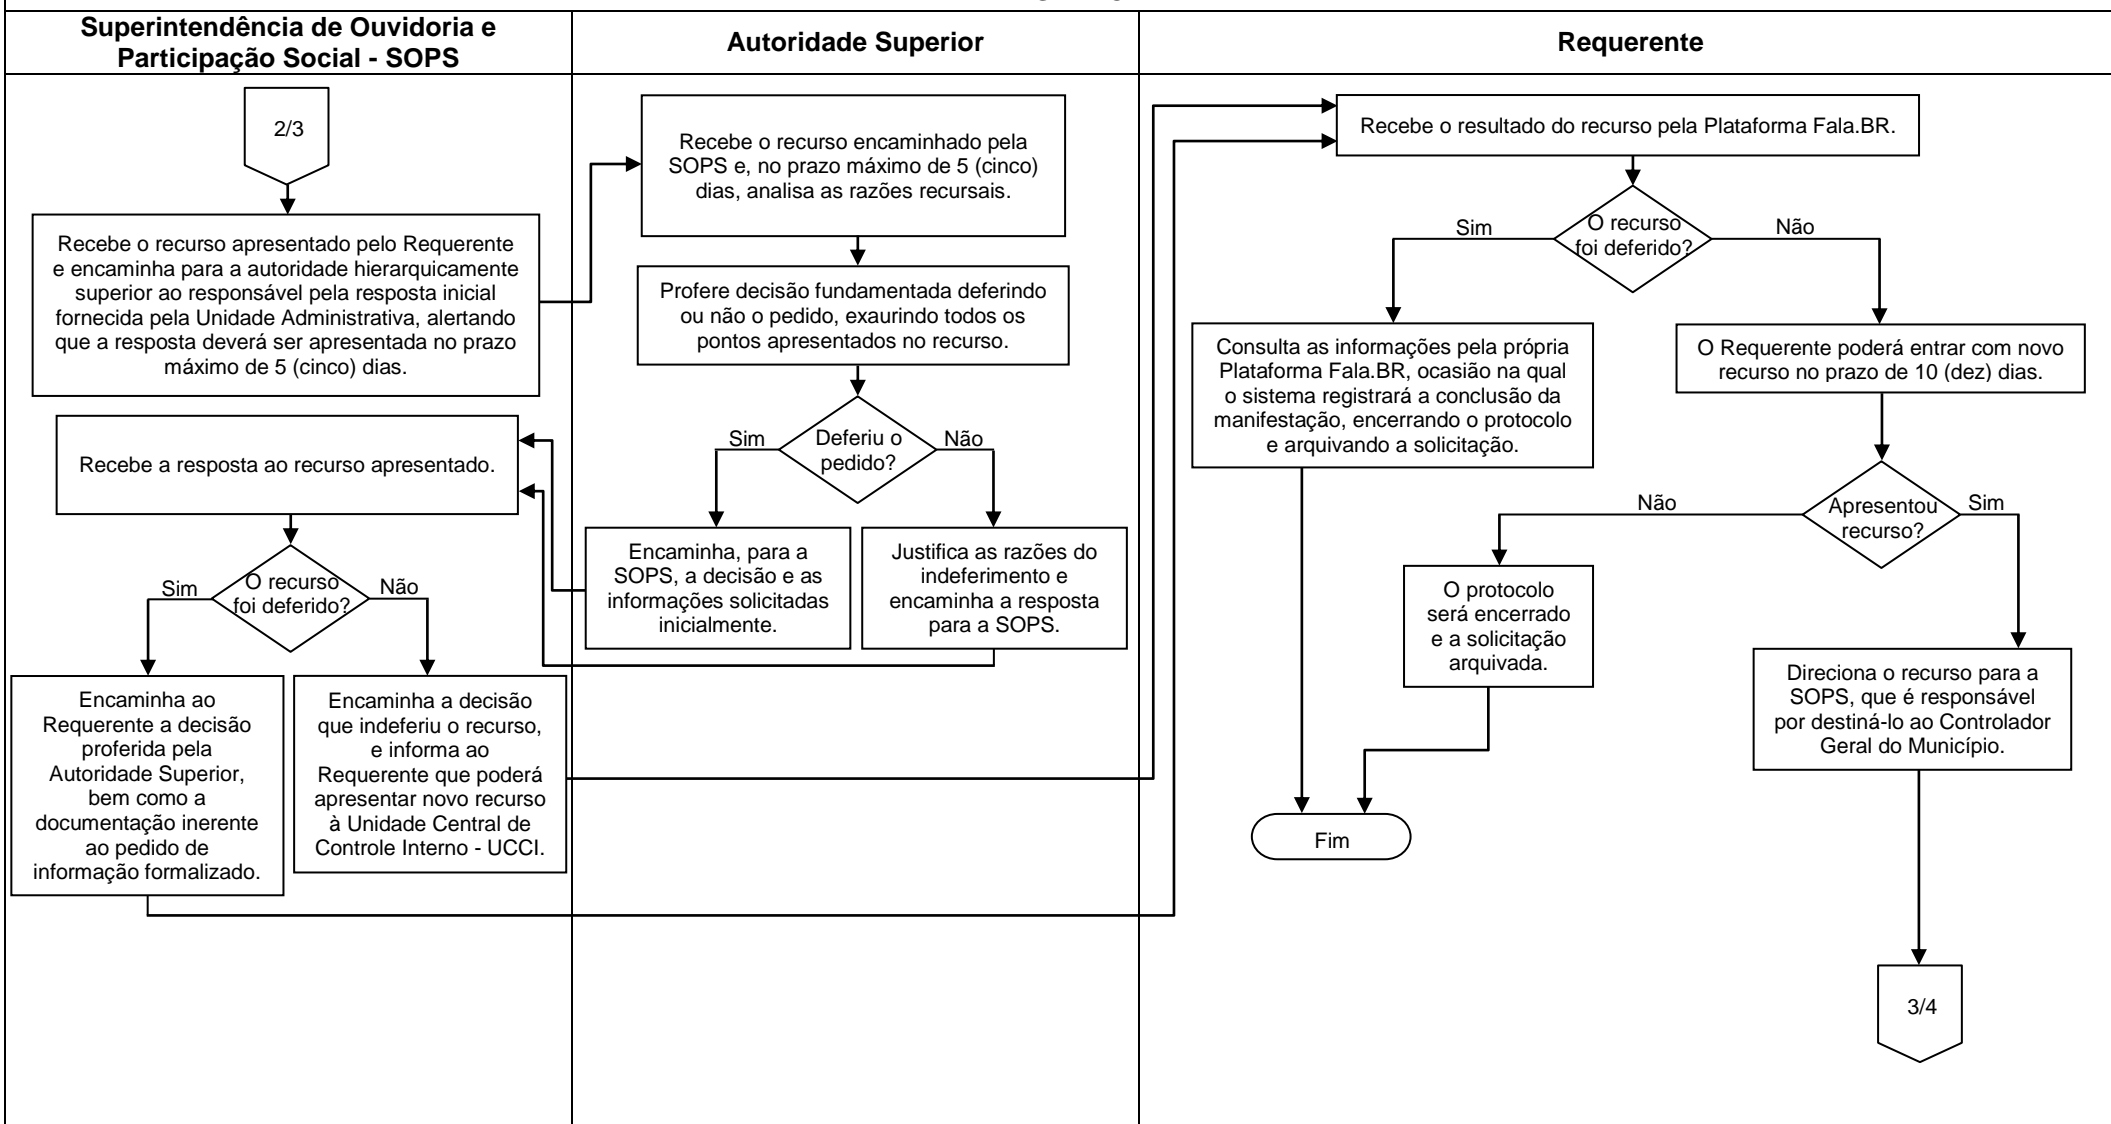 Superintendência de Ouvidoria e
Participação Social - SOPS
Autoridade Superior
Requerente
2/3
Recebe o recurso apresentado pelo Requerente
e encaminha para a autoridade hierarquicamente
superior ao responsável pela resposta inicial
fornecida pela Unidade Administrativa, alertando
que a resposta deverá ser apresentada no prazo
máximo de 5 (cinco) dias.
Recebe a resposta ao recurso apresentado.
O recurso
foi deferido?
Sim
Não
Encaminha ao
Requerente a decisão
proferida pela
Autoridade Superior,
bem como a
documentação inerente
ao pedido de
informação formalizado.
Encaminha a decisão
que indeferiu o recurso,
e informa ao
Requerente que poderá
apresentar novo recurso
à Unidade Central de
Controle Interno - UCCI.
Recebe o recurso encaminhado pela
SOPS e, no prazo máximo de 5 (cinco)
dias, analisa as razões recursais.
Profere decisão fundamentada deferindo
ou não o pedido, exaurindo todos os
pontos apresentados no recurso.
Deferiu o
pedido?
Sim
Não
Encaminha, para a
SOPS, a decisão e as
informações solicitadas
inicialmente.
Justifica as razões do
indeferimento e
encaminha a resposta
para a SOPS.
Recebe o resultado do recurso pela Plataforma Fala.BR.
O recurso
foi deferido?
Sim
Não
Consulta as informações pela própria
Plataforma Fala.BR, ocasião na qual
o sistema registrará a conclusão da
manifestação, encerrando o protocolo
e arquivando a solicitação.
O Requerente poderá entrar com novo
recurso no prazo de 10 (dez) dias.
Apresentou
recurso?
Não
Sim
O protocolo
será encerrado
e a solicitação
arquivada.
Direciona o recurso para a
SOPS, que é responsável
por destiná-lo ao Controlador
Geral do Município.
Fim
3/4